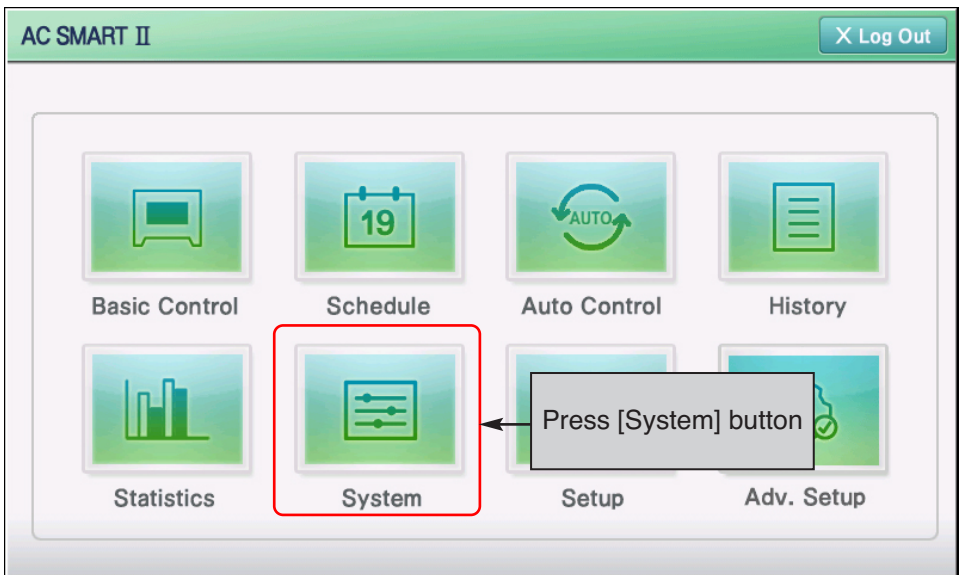 AC SMART II
X Log Out
19
AUTO
Basic Control
Schedule
Auto Control
History
Press [System] button
Statistics
System
Setup
Adv. Setup